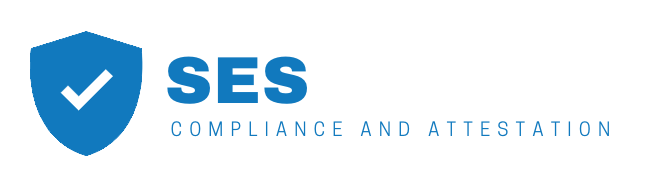 SES
COMPLIANCE AND ATTESTATION